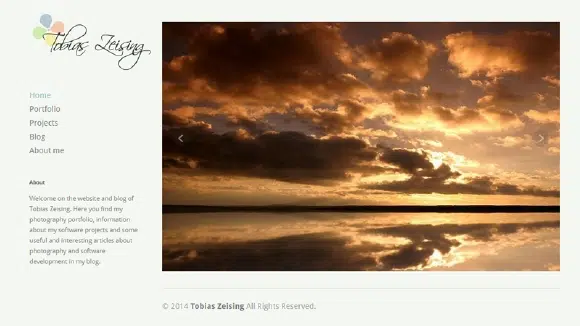 Tobias Zeising
Home
Portfolio
Projects
Blog
About me
About
Welcome on the website and blog of
Tobias Zeising. Here you find my
photography portfolio, information
about my software projects and some
useful and interesting articles about
photography and software
development in my blog.
© 2014 Tobias Zeising All Rights Reserved.